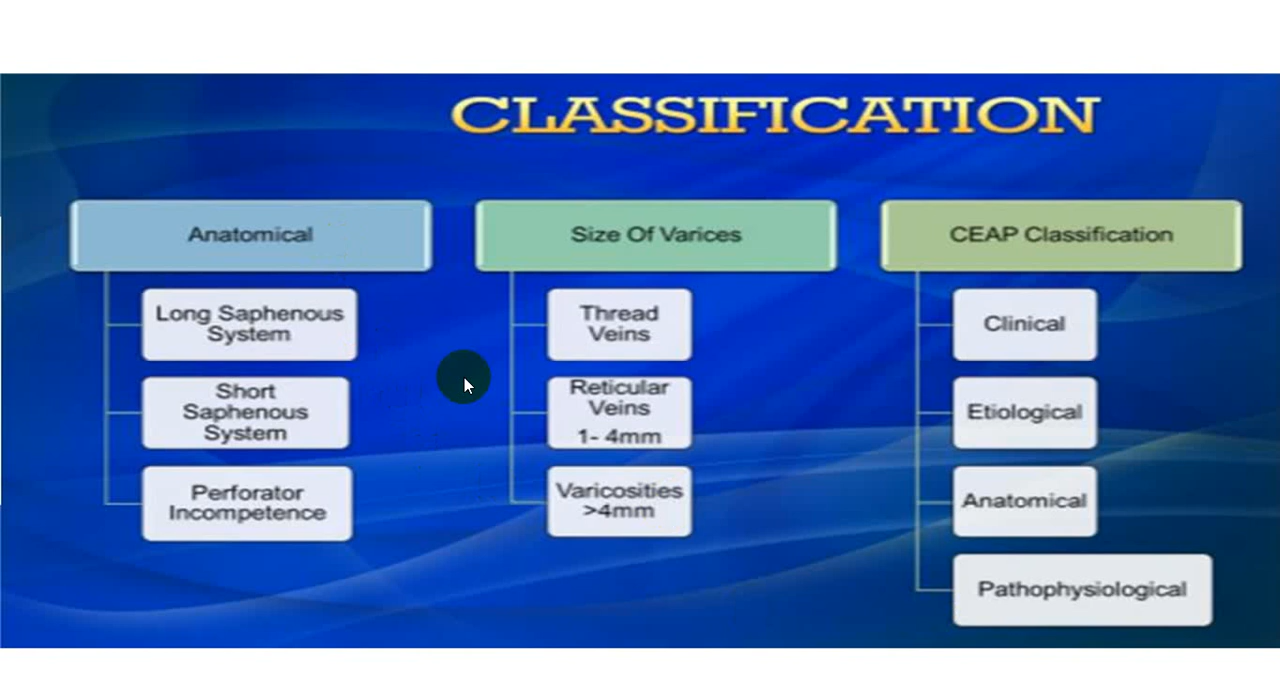 CLASSIFICATION
Anatomical
Long Saphenous
System
Short
Saphenous
System
Perforator
Incompetence
Size Of Varices
Thread
Veins
Reticular
Veins
1- 4mm
Varicosities
>4mm
CEAP Classification
Clinical
Etiological
Anatomical
Pathophysiological